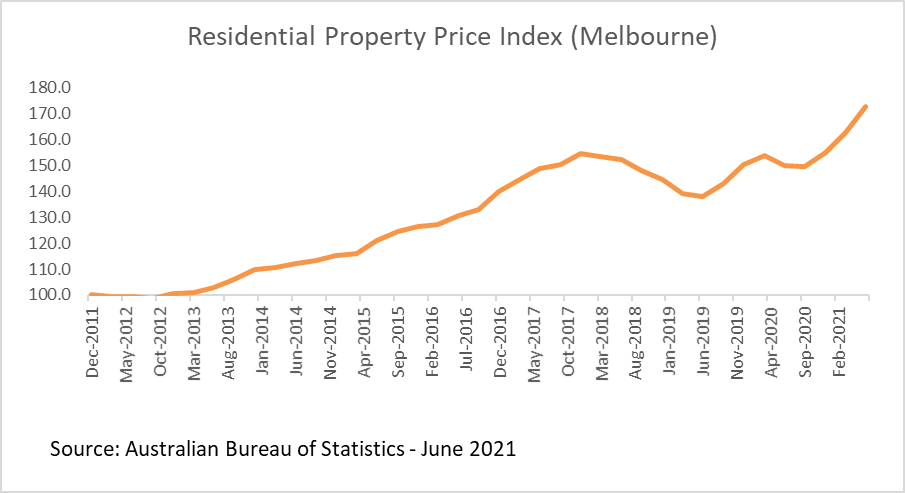 Residential Property Price Index (Melbourne)
180.0
170.0
160.0
150.0
140.0
130.0
120.0
110.0
100.0
Dec-2011
May-2012
Oct-2012
Mar-2013
Aug-2013
Jan-2014
Jun-2014
Nov-2014
Apr-2015
Sep-2015
Feb-2016
Jul-2016
Dec-2016
May-2017
Oct-2017
Mar-2018
Aug-2018
Jan-2019
Jun-2019
Nov-2019
Apr-2020
Sep-2020
Feb-2021
Source: Australian Bureau of Statistics - June 2021